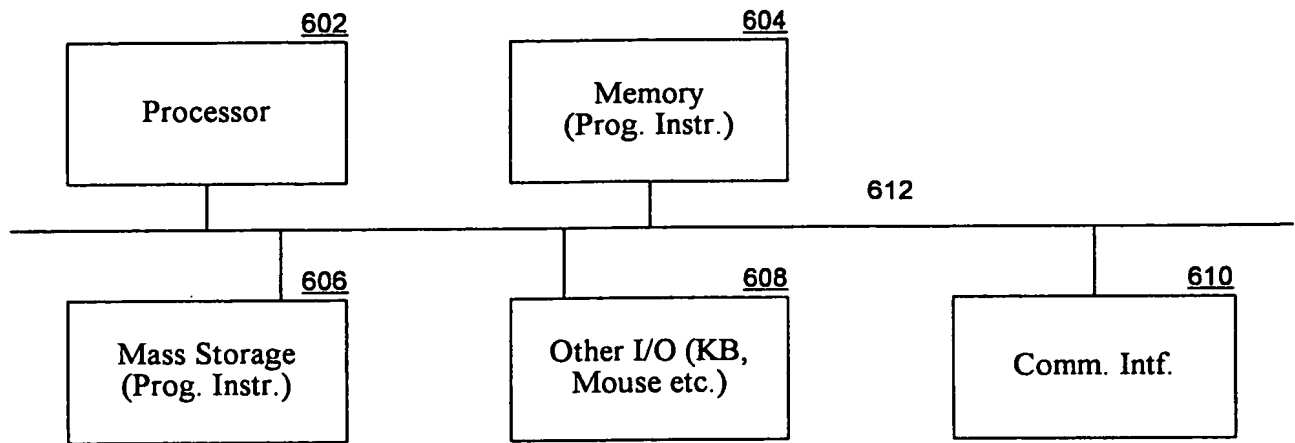 602
Processor
604
Memory
(Prog. Instr.)
612
606
Mass Storage
(Prog. Instr.)
608
Other I/O (KB,
Mouse etc.)
610
Comm. Intf.